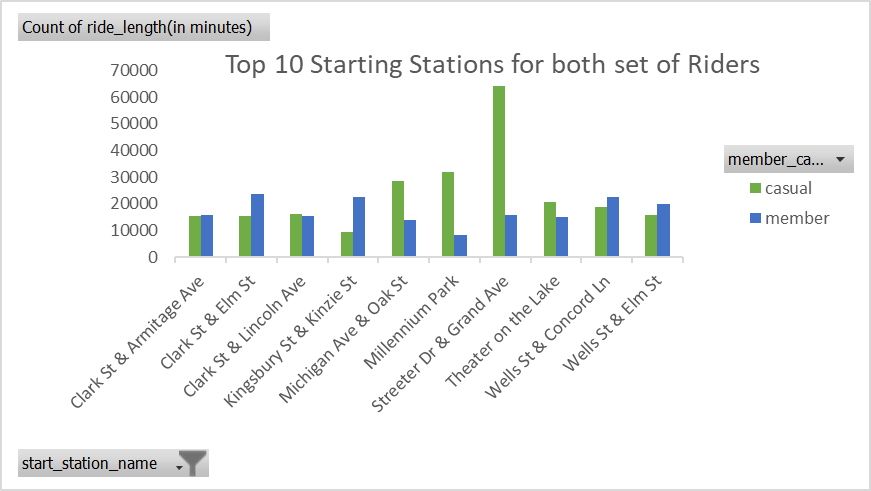 Count of ride_length(in minutes)
Top 10 Starting Stations for both set of Riders
70000
60000
50000
40000
30000
20000
10000
0
Clark St & Armitage Ave
Clark St & Elm St
Clark St & Lincoln Ave
Kingsbury St & Kinzie St
Michigan Ave & Oak St
Millennium Park
Streeter Dr & Grand Ave
Theater on the Lake
Wells St & Concord Ln
Wells St & Elm St
member_ca...
casual
member
start_station_name